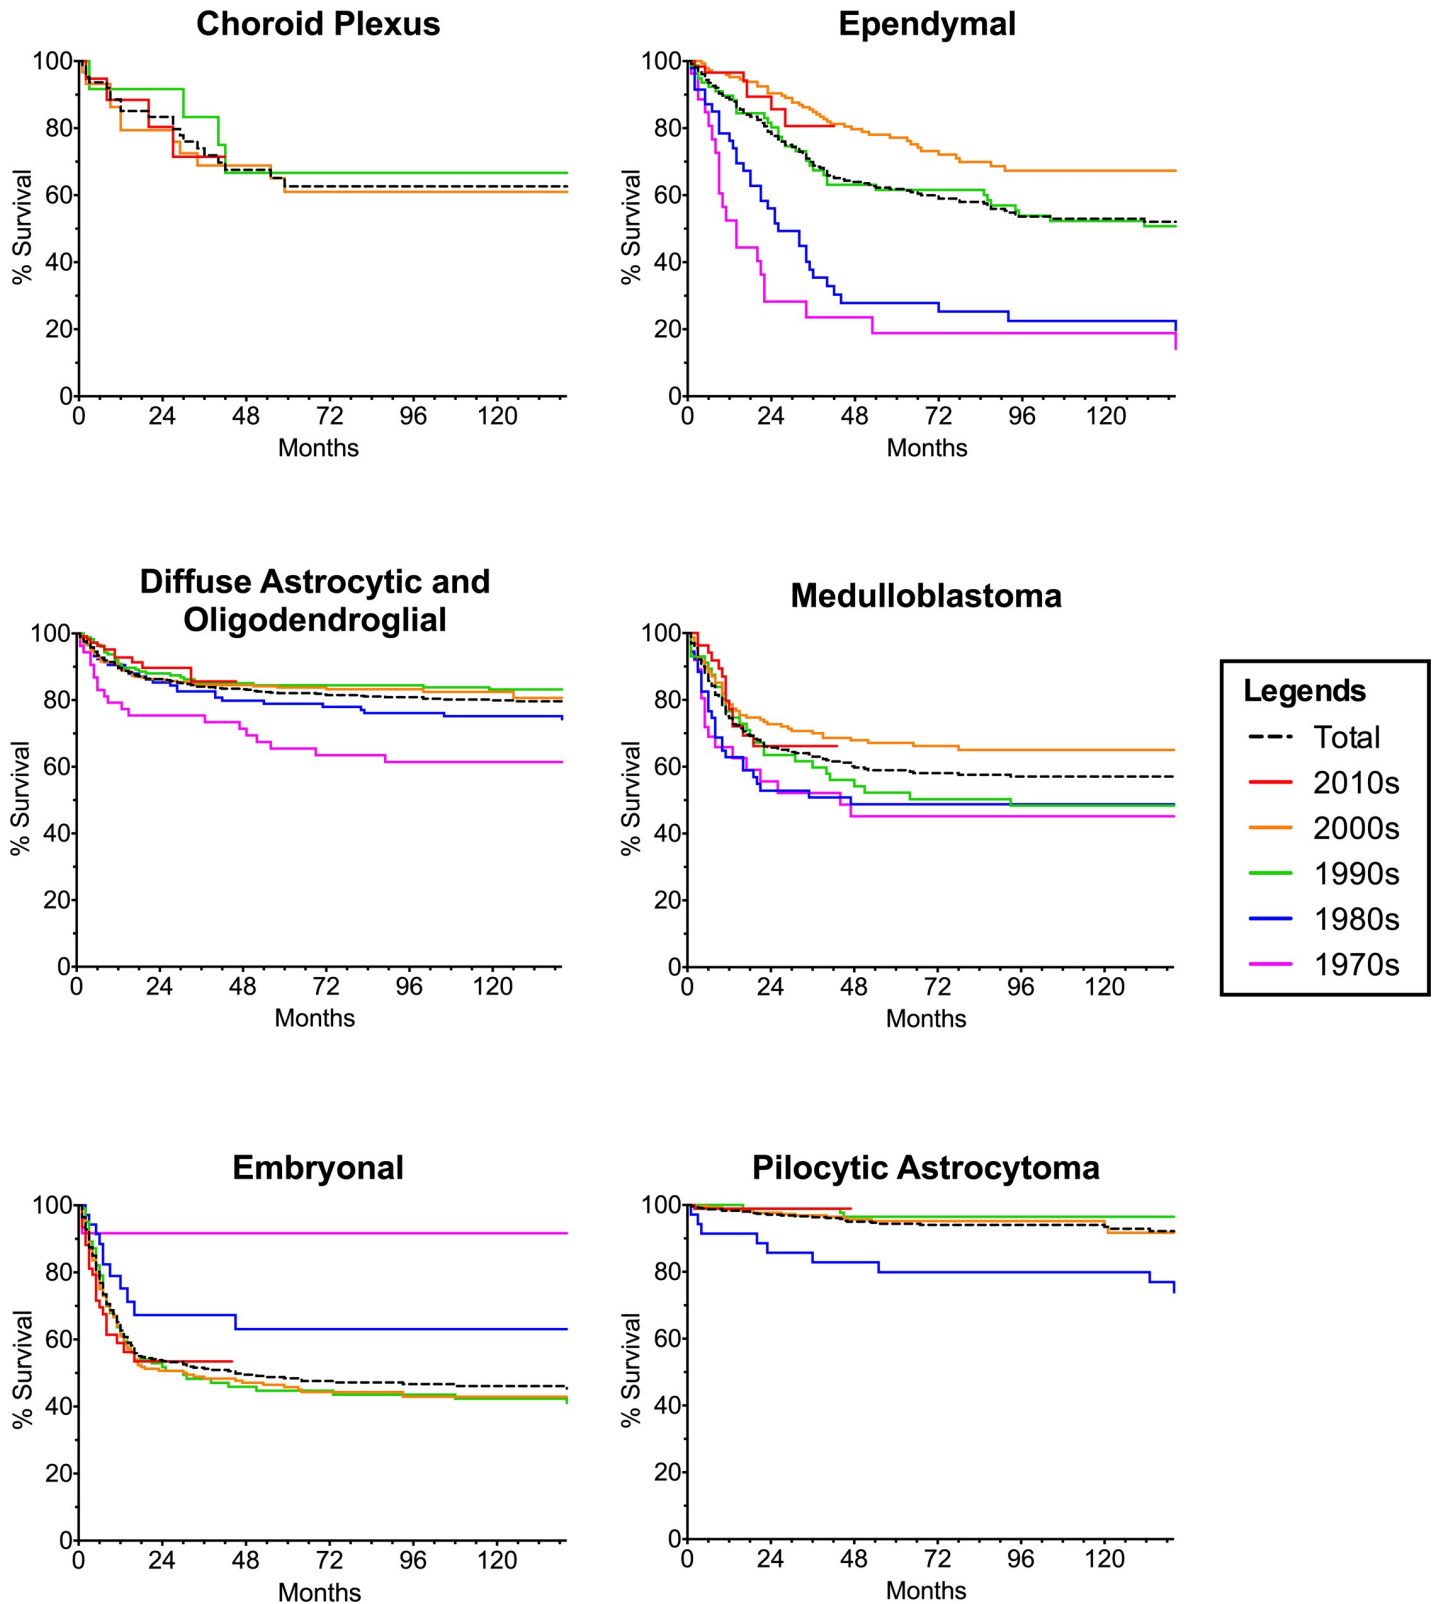 Choroid Plexus
100
80
60
40
20
0
% Survival
0 24 48 72 96 120
Months
Ependymal
100
80
60
40
20
0
% Survival
0 24 48 72 96 120
Months
Diffuse Astrocytic and
Oligodendroglial
100
80
60
40
20
0
% Survival
0 24 48 72 96 120
Months
Medulloblastoma
100
80
60
40
20
0
% Survival
0 24 48 72 96 120
Months
Legends
Total
2010s
2000s
1990s
1980s
1970s
Embryonal
100
80
60
40
20
0
% Survival
0 24 48 72 96 120
Months
Pilocytic Astrocytoma
100
80
60
40
20
0
% Survival
0 24 48 72 96 120
Months